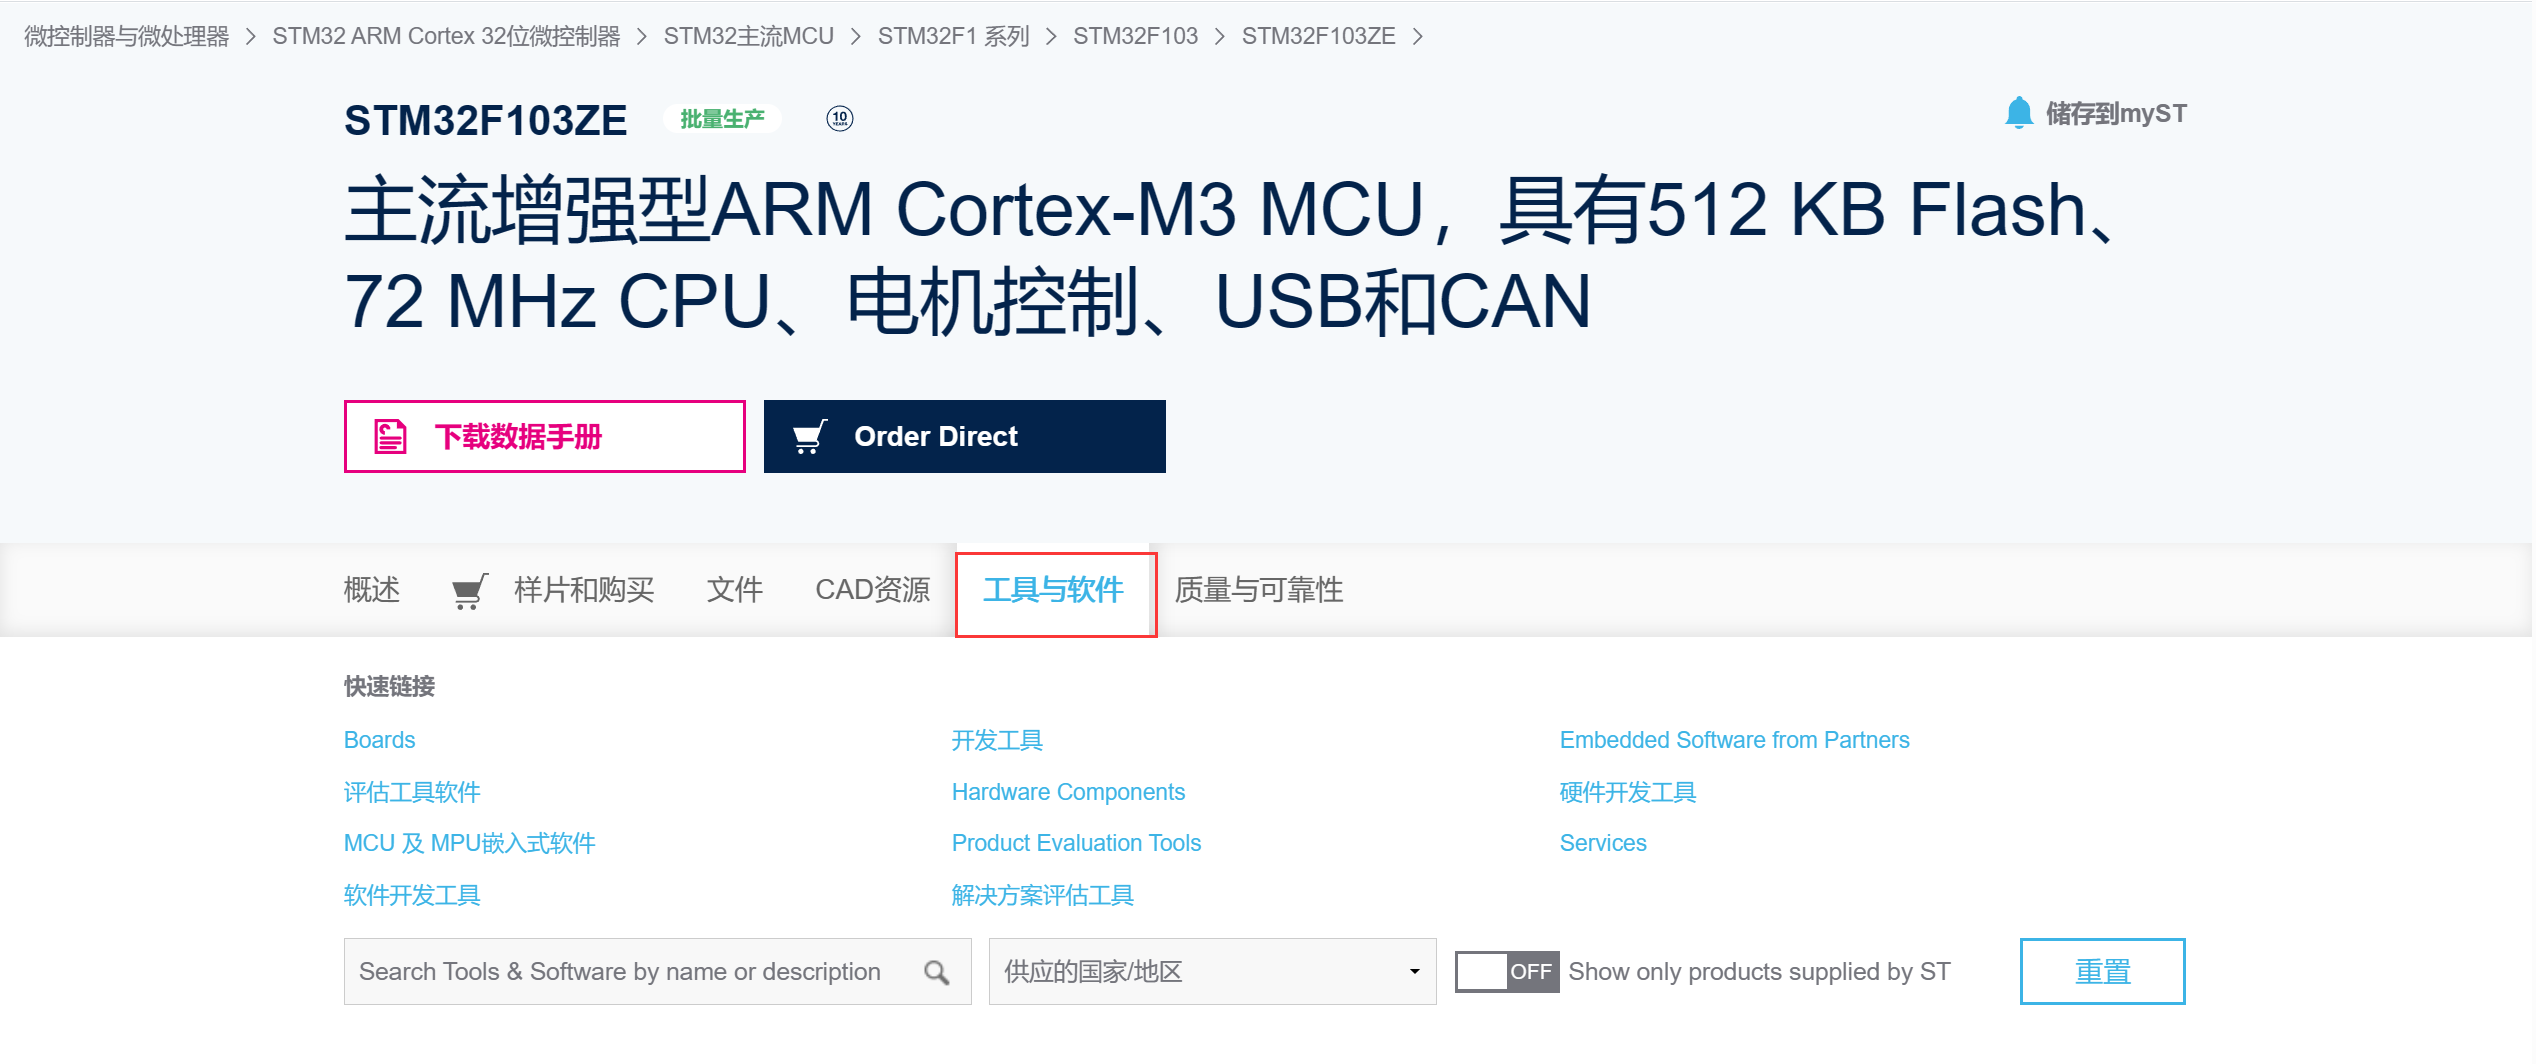 微控制器与微处理器 > STM32 ARM Cortex 32位微控制器 > STM32主流MCU > STM32F1 系列 > STM32F103 > STM32F103ZE >
STM32F103ZE 批量生产 10 YEARS 储存到myST
主流增强型ARM Cortex-M3 MCU，具有512 KB Flash、
72 MHz CPU、电机控制、USB和CAN
下载数据手册 Order Direct
概述 样片和购买 文件 CAD资源 工具与软件 质量与可靠性
快速链接
Boards 开发工具 Embedded Software from Partners
评估工具软件 Hardware Components 硬件开发工具
MCU 及 MPU嵌入式软件 Product Evaluation Tools Services
软件开发工具 解决方案评估工具
Search Tools & Software by name or description 供应的国家/地区 OFF Show only products supplied by ST 重置